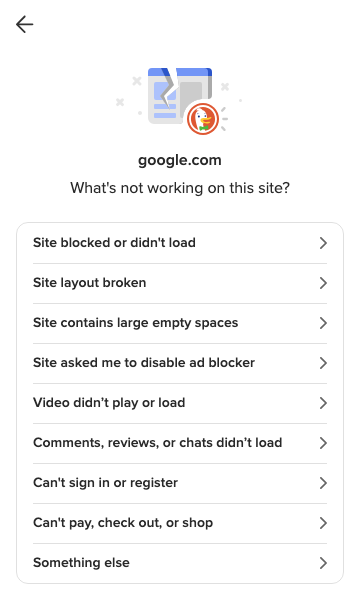 google.com
What's not working on this site?
Site blocked or didn't load
Site layout broken
Site contains large empty spaces
Site asked me to disable ad blocker
Video didn’t play or load
Comments, reviews, or chats didn’t load
Can't sign in or register
Can't pay, check out, or shop
Something else